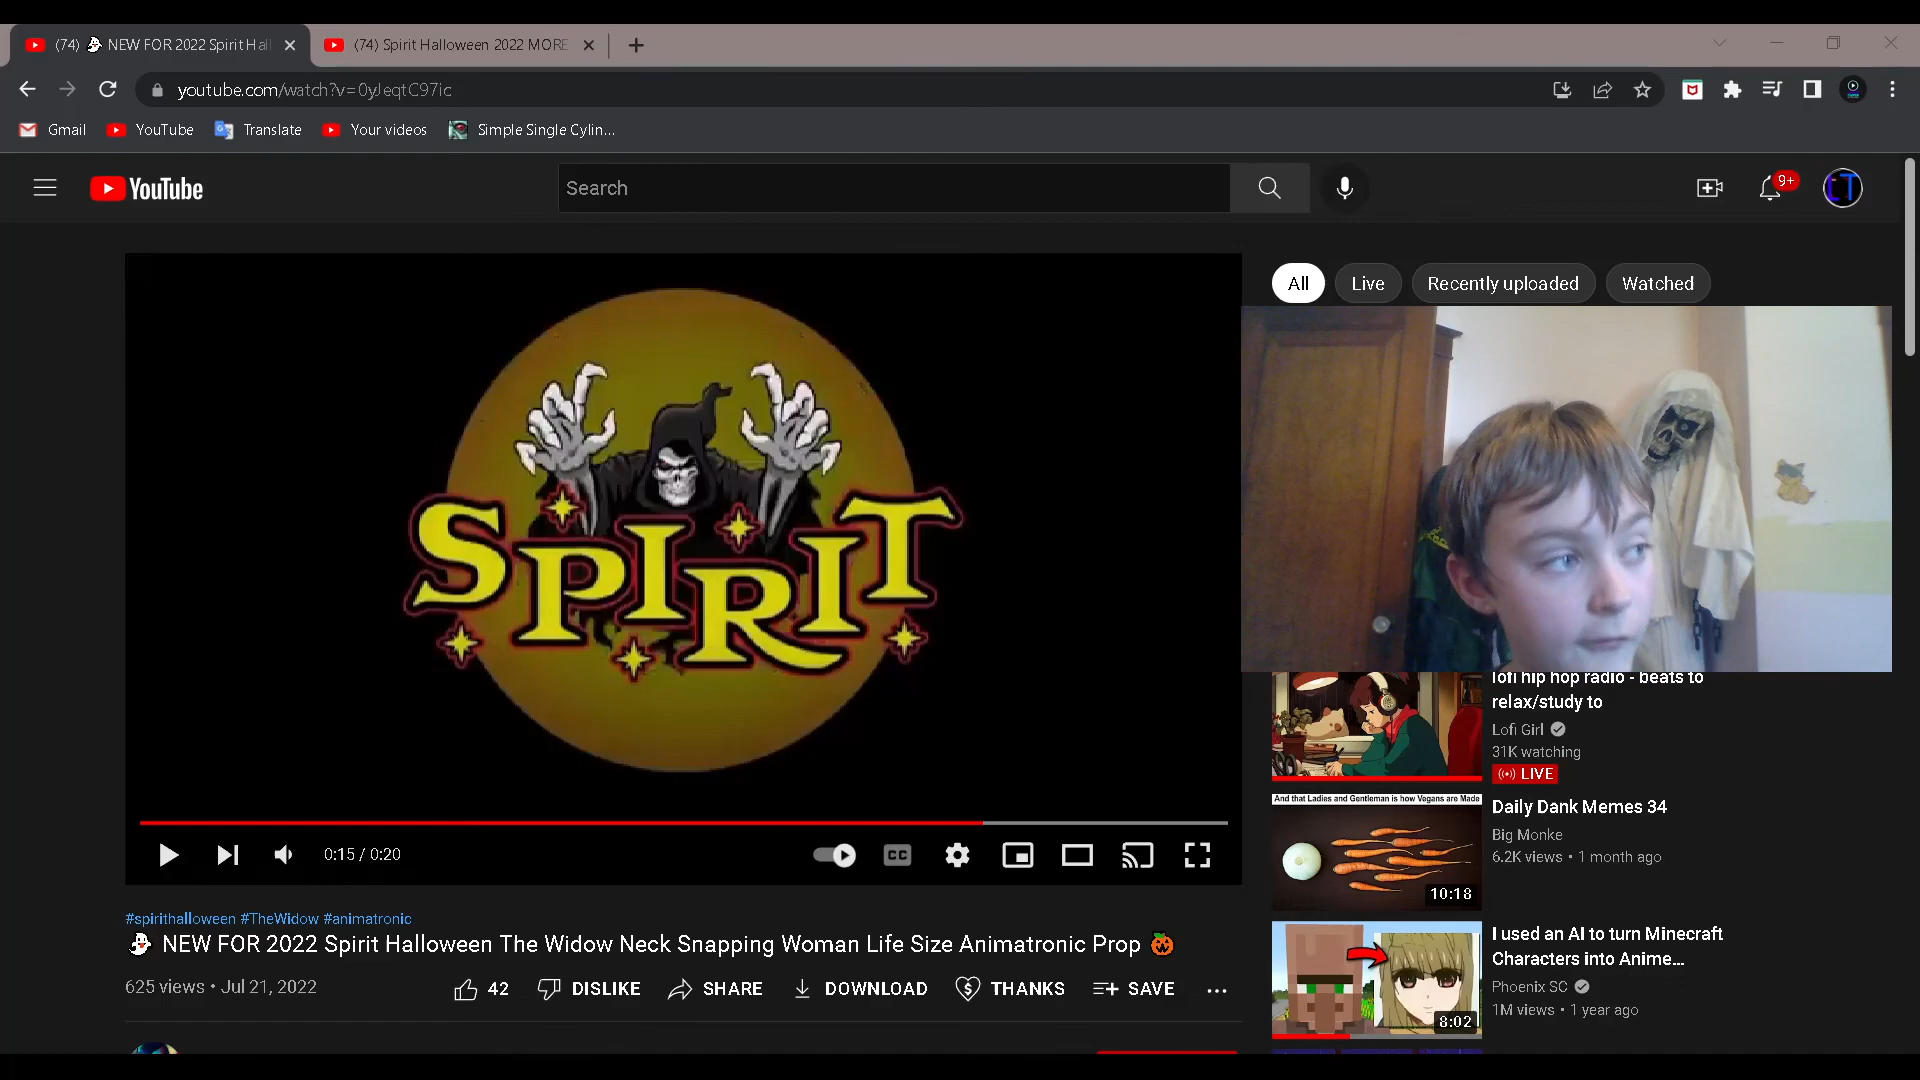 (74) NEW FOR 2022 Spirit Hal
(74) Spirit Halloween 2022 MORE
youtube.com/watch?v=0yJeqtC97ic
Gmail
YouTube
Translate
Your videos
Simple Single Cylin...
YouTube
Search
9+
CT
All
Live
Recently uploaded
Watched
SPIRIT
lofi hip hop radio - beats to
relax/study to
Lofi Girl
31K watching
LIVE
And that Ladies and Gentleman is how Vegans are Made
Daily Dank Memes 34
Big Monke
6.2K views • 1 month ago
10:18
0:15 / 0:20
CC
#spirithalloween #TheWidow #animatronic
👻 NEW FOR 2022 Spirit Halloween The Widow Neck Snapping Woman Life Size Animatronic Prop 🎃
625 views • Jul 21, 2022
42
DISLIKE
SHARE
DOWNLOAD
THANKS
SAVE
I used an AI to turn Minecraft
Characters into Anime...
Phoenix SC
1M views • 1 year ago
8:02